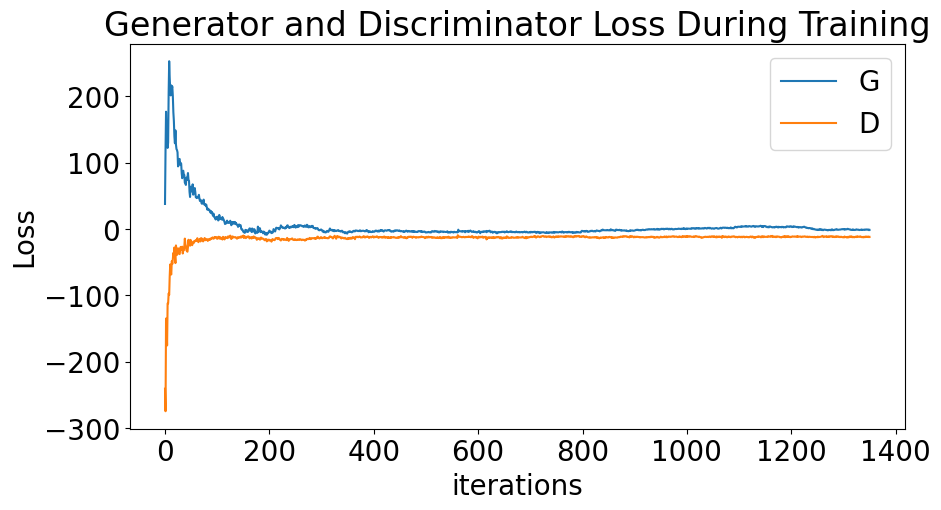 Generator and Discriminator Loss During Training
G
D
Loss
200
100
0
−100
−200
−300
0 200 400 600 800 1000 1200 1400
iterations